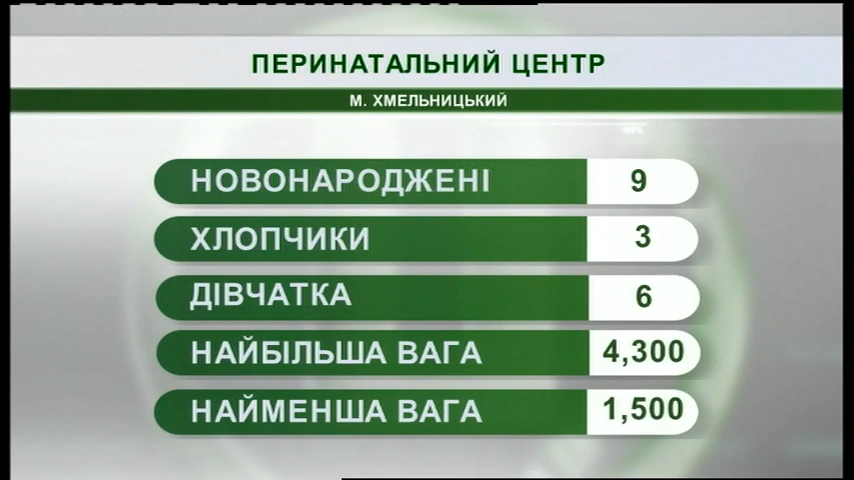 ПЕРИНАТАЛЬНИЙ ЦЕНТР
М. ХМЕЛЬНИЦЬКИЙ
НОВОНАРОДЖЕНІ 9
ХЛОПЧИКИ 3
ДІВЧАТКА 6
НАЙБІЛЬША ВАГА 4,300
НАЙМЕНША ВАГА 1,500